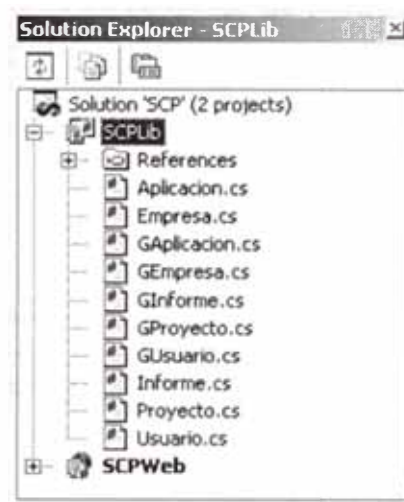 Solution Explorer - SCPLib
Solution 'SCP' (2 projects)
SCPLib
References
Aplicacion.cs
Empresa.cs
GAplicacion.cs
GEmpresa.cs
GInforme.cs
GProyecto.cs
GUsuario.cs
Informe.cs
Proyecto.cs
Usuario.cs
SCPWeb